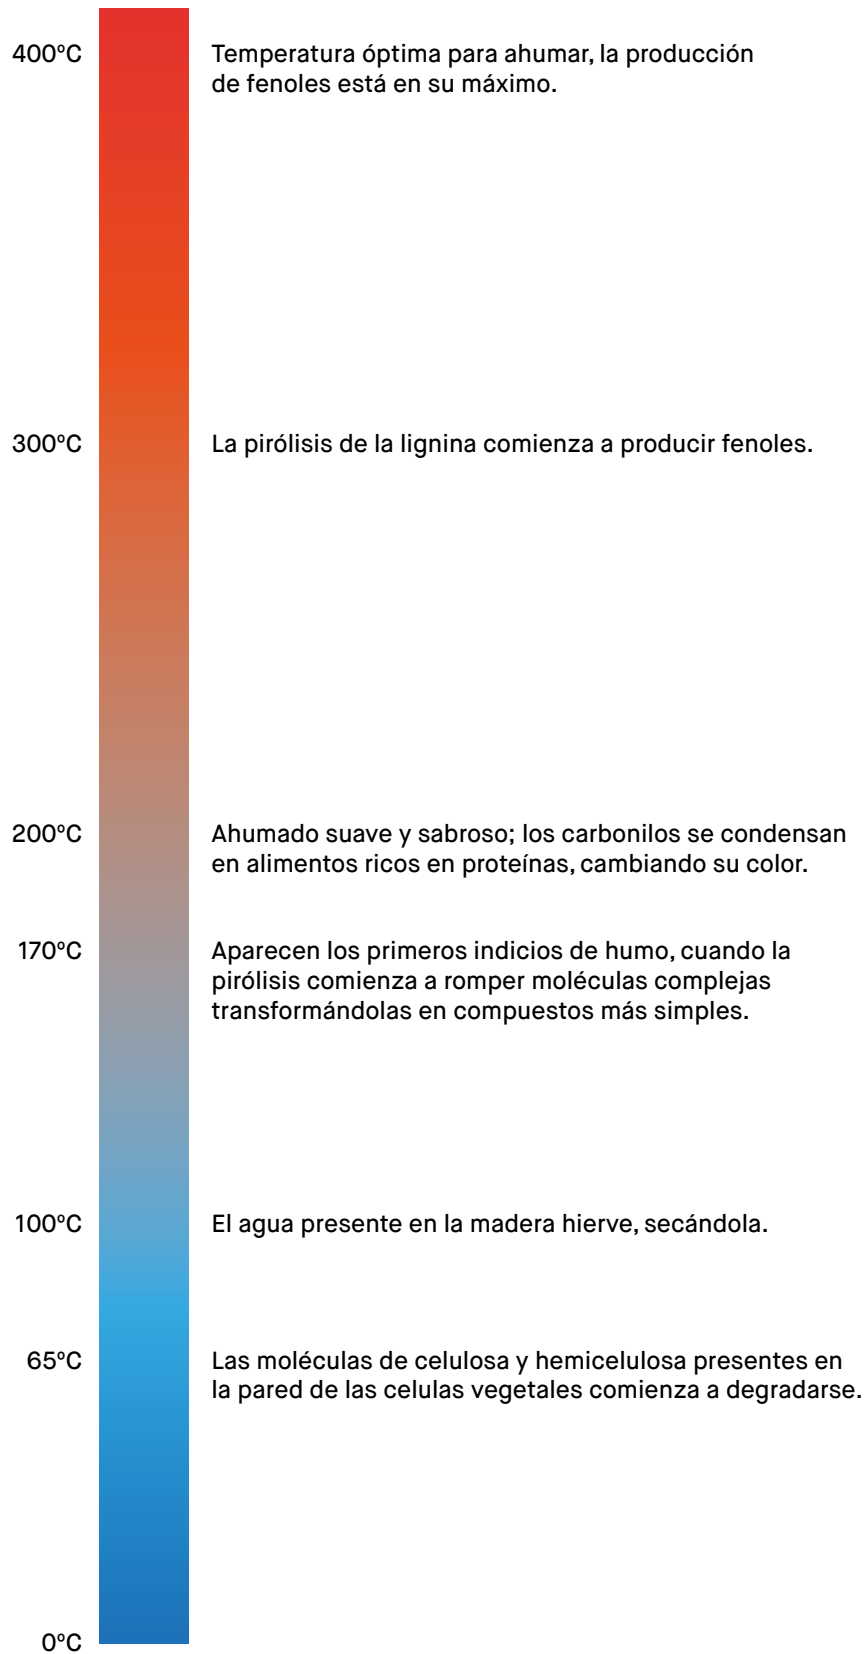 400°C
Temperatura óptima para ahumar, la producción
de fenoles está en su máximo.
300°C
La pirólisis de la lignina comienza a producir fenoles.
200°C
Ahumado suave y sabroso; los carbonilos se condensan
en alimentos ricos en proteínas, cambiando su color.
170°C
Aparecen los primeros indicios de humo, cuando la
pirólisis comienza a romper moléculas complejas
transformándolas en compuestos más simples.
100°C
El agua presente en la madera hierve, secándola.
65°C
Las moléculas de celulosa y hemicelulosa presentes en
la pared de las celulas vegetales comienza a degradarse.
0°C